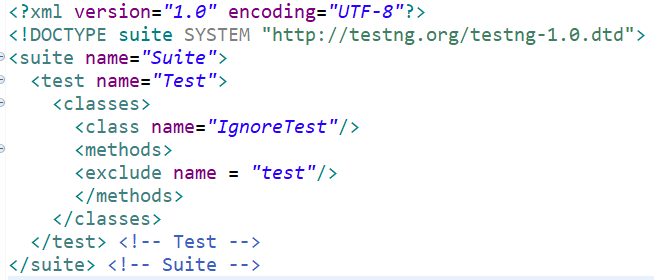 <?xml version="1.0" encoding="UTF-8"?>
<!DOCTYPE suite SYSTEM "http://testng.org/testng-1.0.dtd">
<suite name="Suite">
  <test name="Test">
    <classes>
      <class name="IgnoreTest"/>
      <methods>
      <exclude name = "test"/>
      </methods>
    </classes>
  </test> <!-- Test -->
</suite> <!-- Suite -->